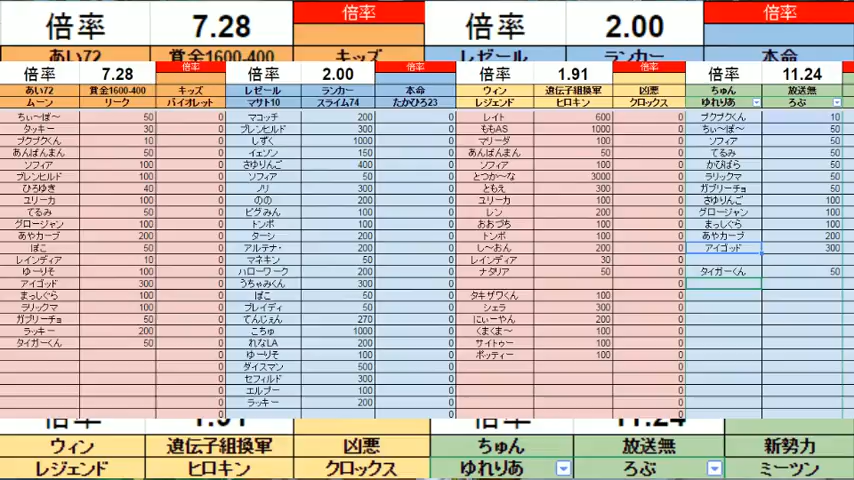 倍率 7.28 倍率 倍率 2.00 倍率
あい72 賞金1600-400 キッズ レゼール ランカー 本命
倍率 7.28 倍率 倍率 2.00 倍率 倍率 1.91 倍率 倍率 11.24
あい72 賞金1600-400 キッズ レゼール ランカー 本命 ウィン 遺伝子組換軍 凶悪 ちゅん 放送無
ムーン リーク バイオレット マサト10 スライム74 たかひろ23 レジェンド ヒロキン クロックス ゆれりあ ろぶ
ちぃ~ぽ~ 50 0 マコッチ 200 0 レイト 600 0 ブクブクくん 10
タッキー 30 0 ブレンヒルド 300 0 ももAS 1000 0 ちぃ~ぽ~ 50
ブクブクくん 10 0 しずく 1000 0 マリーダ 100 0 ソフィア 50
あんぱんまん 50 0 イェソン 150 0 あんぱんまん 50 0 てるみ 50
ソフィア 100 0 さゆりんご 400 0 ソフィア 100 0 かぴばら 50
ブレンヒルド 100 0 ソフィア 50 0 とつか~な 3000 0 ラリックマ 50
ひろゆき 40 0 ノリ 300 0 ともえ 300 0 ガブリーチョ 50
ユリーカ 100 0 のの 200 0 ユリーカ 100 0 さゆりんご 100
てるみ 50 0 ピグみん 100 0 レン 200 0 グロージャン 100
グロージャン 100 0 トンボ 100 0 おおづち 100 0 まっしぐら 100
あやカーブ 200 0 ターシ 200 0 トンボ 100 0 あやカーブ 200
ぽこ 50 0 アルテナ・ 200 0 し~おん 200 0 アイゴッド 300
レインディア 10 0 マネキン 50 0 レインディア 30 0
ゆーりそ 100 0 ハローワーク 200 0 ナタリア 50 0 タイガーくん 50
アイゴッド 300 0 うちゃみくん 300 0 0
まっしぐら 100 0 ぽこ 50 0 タキザワくん 100 0
ラリックマ 100 0 ブレイディ 50 0 シェラ 300 0
ガブリーチョ 50 0 てんじぇん 270 0 にぃーやん 200 0
ラッキー 200 0 こちゅ 1000 0 くまくま~ 100 0
タイガーくん 50 0 れなLA 200 0 サイトゥー 100 0
0 ゆーりそ 100 0 ポッティー 100 0
0 ダイスマン 500 0 0
0 セフィルド 300 0 0
0 エルブー 100 0 0
0 ラッキー 200 0 0
0 0 0
倍率 1.91 倍率 11.24
ウィン 遺伝子組換軍 凶悪 ちゅん 放送無 新勢力
レジェンド ヒロキン クロックス ゆれりあ ろぶ ミーツン